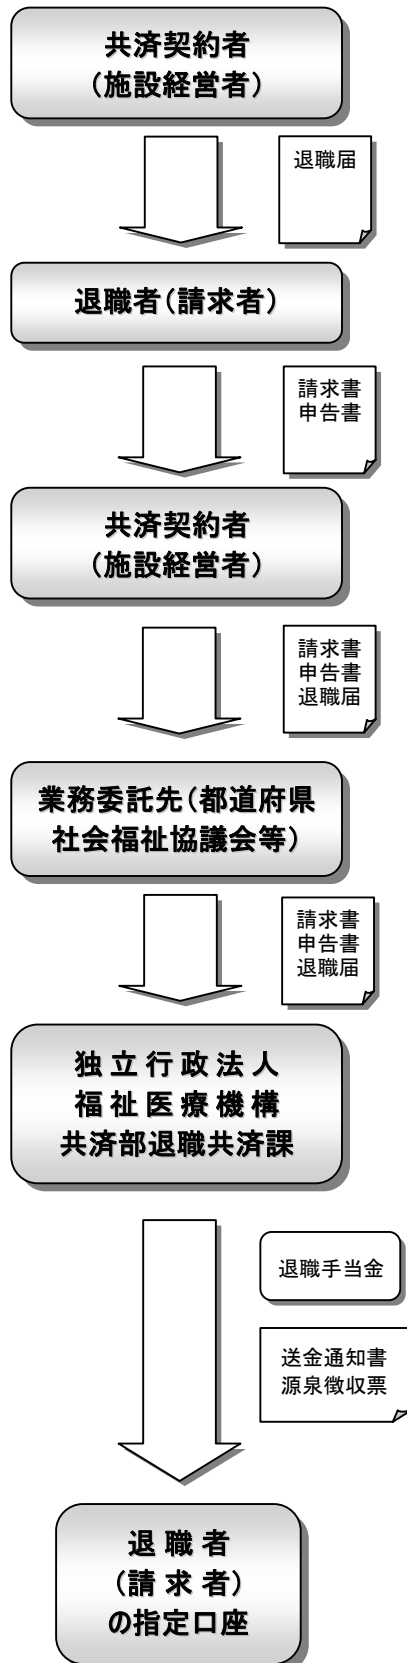 共済契約者
（施設経営者）
退職届
退職者（請求者）
請求書
申告書
共済契約者
（施設経営者）
請求書
申告書
退職届
業務委託先（都道府県
社会福祉協議会等）
請求書
申告書
退職届
独立行政法人
福祉医療機構
共済部退職共済課
退職手当金
送金通知書
源泉徴収票
退職者
（請求者）
の指定口座